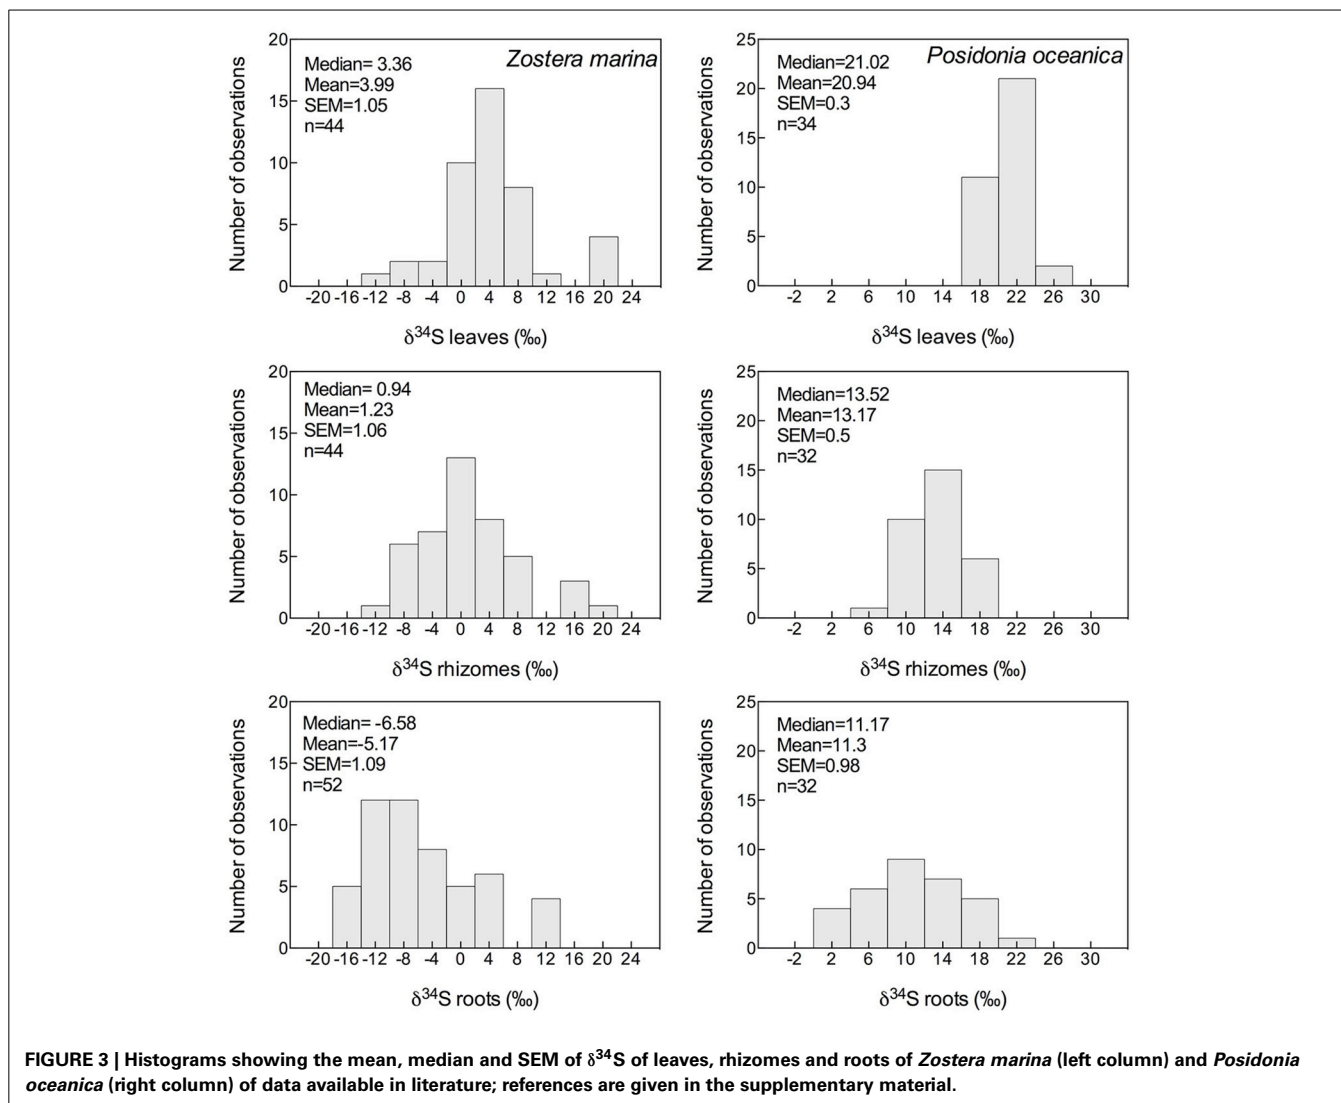 Zostera marina
Median= 3.36
Mean=3.99
SEM=1.05
n=44
Number of observations
20
15
10
5
0
-20 -16 -12 -8 -4 0 4 8 12 16 20 24
δ³⁴S leaves (‰)
Posidonia oceanica
Median=21.02
Mean=20.94
SEM=0.3
n=34
Number of observations
25
20
15
10
5
0
-2 2 6 10 14 18 22 26 30
δ³⁴S leaves (‰)
Median= 0.94
Mean=1.23
SEM=1.06
n=44
Number of observations
20
15
10
5
0
-20 -16 -12 -8 -4 0 4 8 12 16 20 24
δ³⁴S rhizomes (‰)
Median=13.52
Mean=13.17
SEM=0.5
n=32
Number of observations
25
20
15
10
5
0
-2 2 6 10 14 18 22 26 30
δ³⁴S rhizomes (‰)
Median= -6.58
Mean=-5.17
SEM=1.09
n=52
Number of observations
20
15
10
5
0
-20 -16 -12 -8 -4 0 4 8 12 16 20 24
δ³⁴S roots (‰)
Median=11.17
Mean=11.3
SEM=0.98
n=32
Number of observations
25
20
15
10
5
0
-2 2 6 10 14 18 22 26 30
δ³⁴S roots (‰)
FIGURE 3 | Histograms showing the mean, median and SEM of δ³⁴S of leaves, rhizomes and roots of Zostera marina (left column) and Posidonia
oceanica (right column) of data available in literature; references are given in the supplementary material.